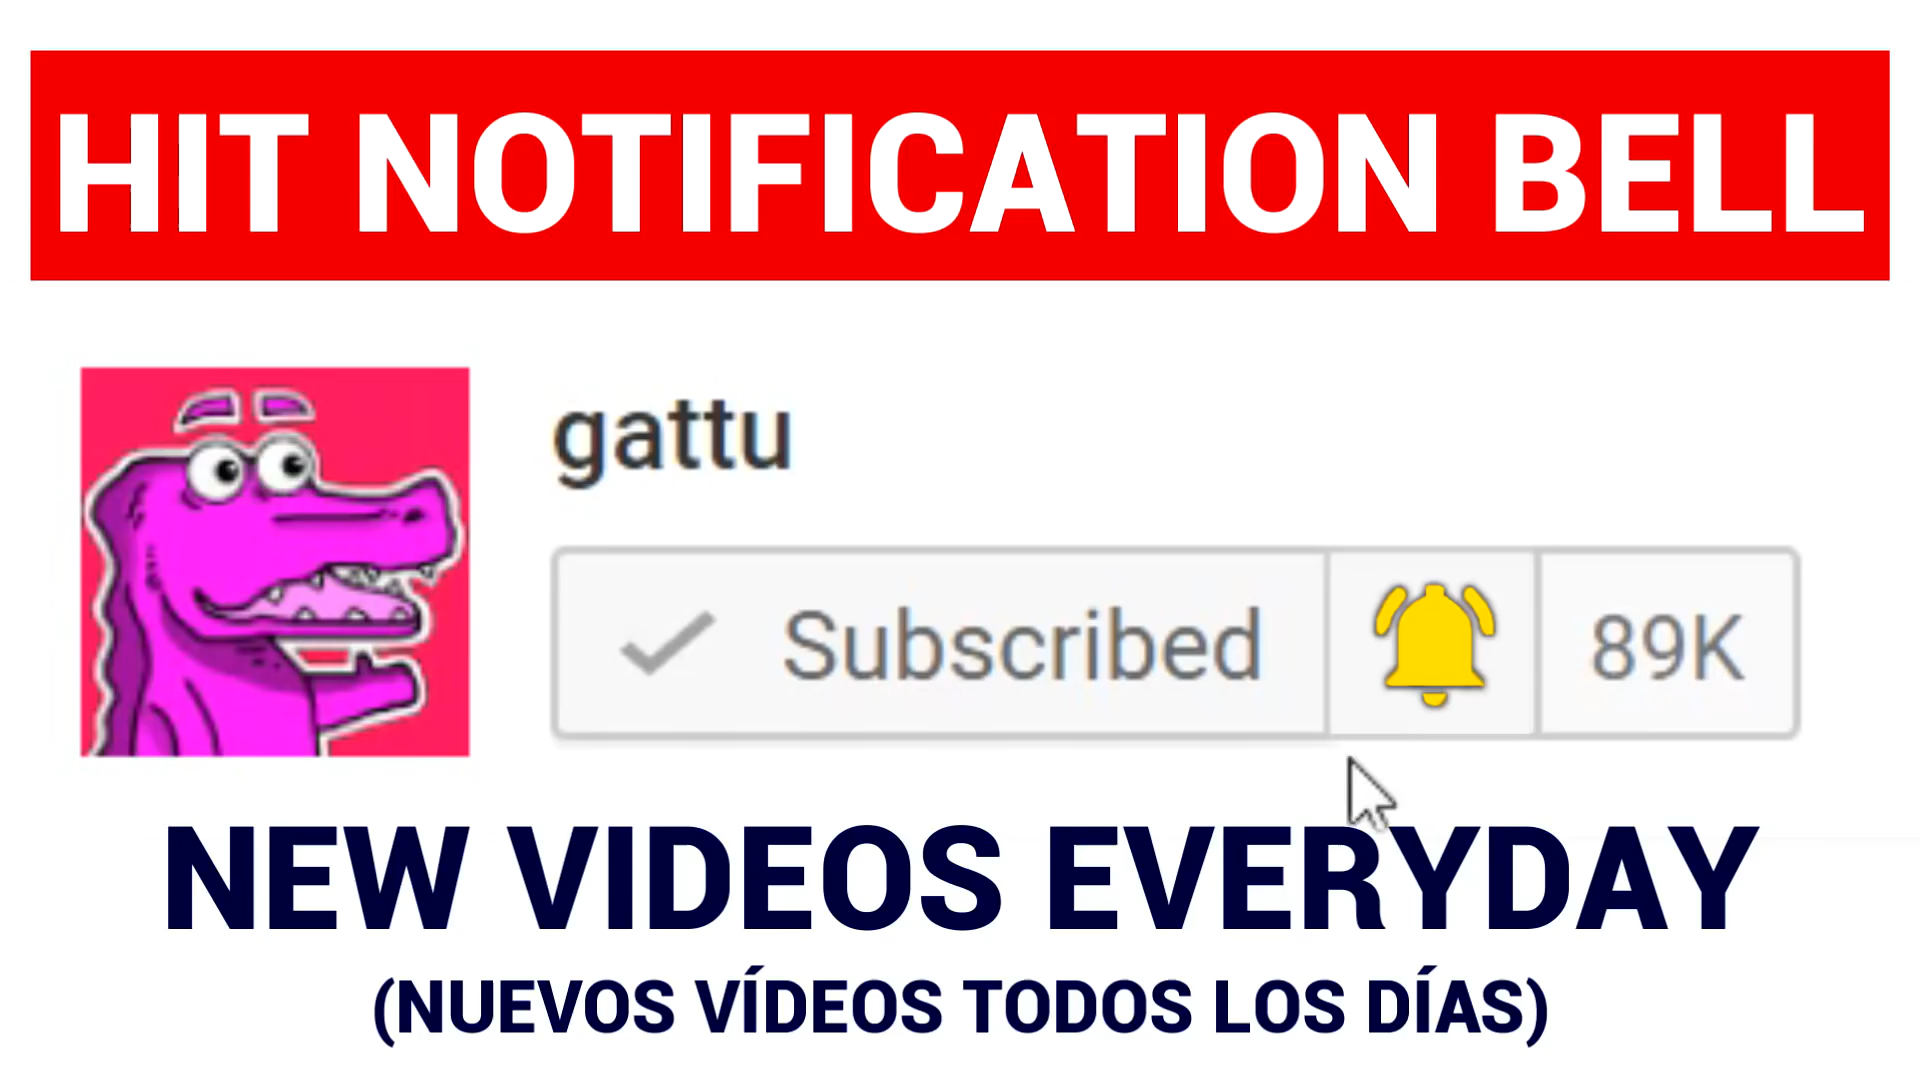 HIT NOTIFICATION BELL
gattu
Subscribed 89K
NEW VIDEOS EVERYDAY
(NUEVOS VÍDEOS TODOS LOS DÍAS)